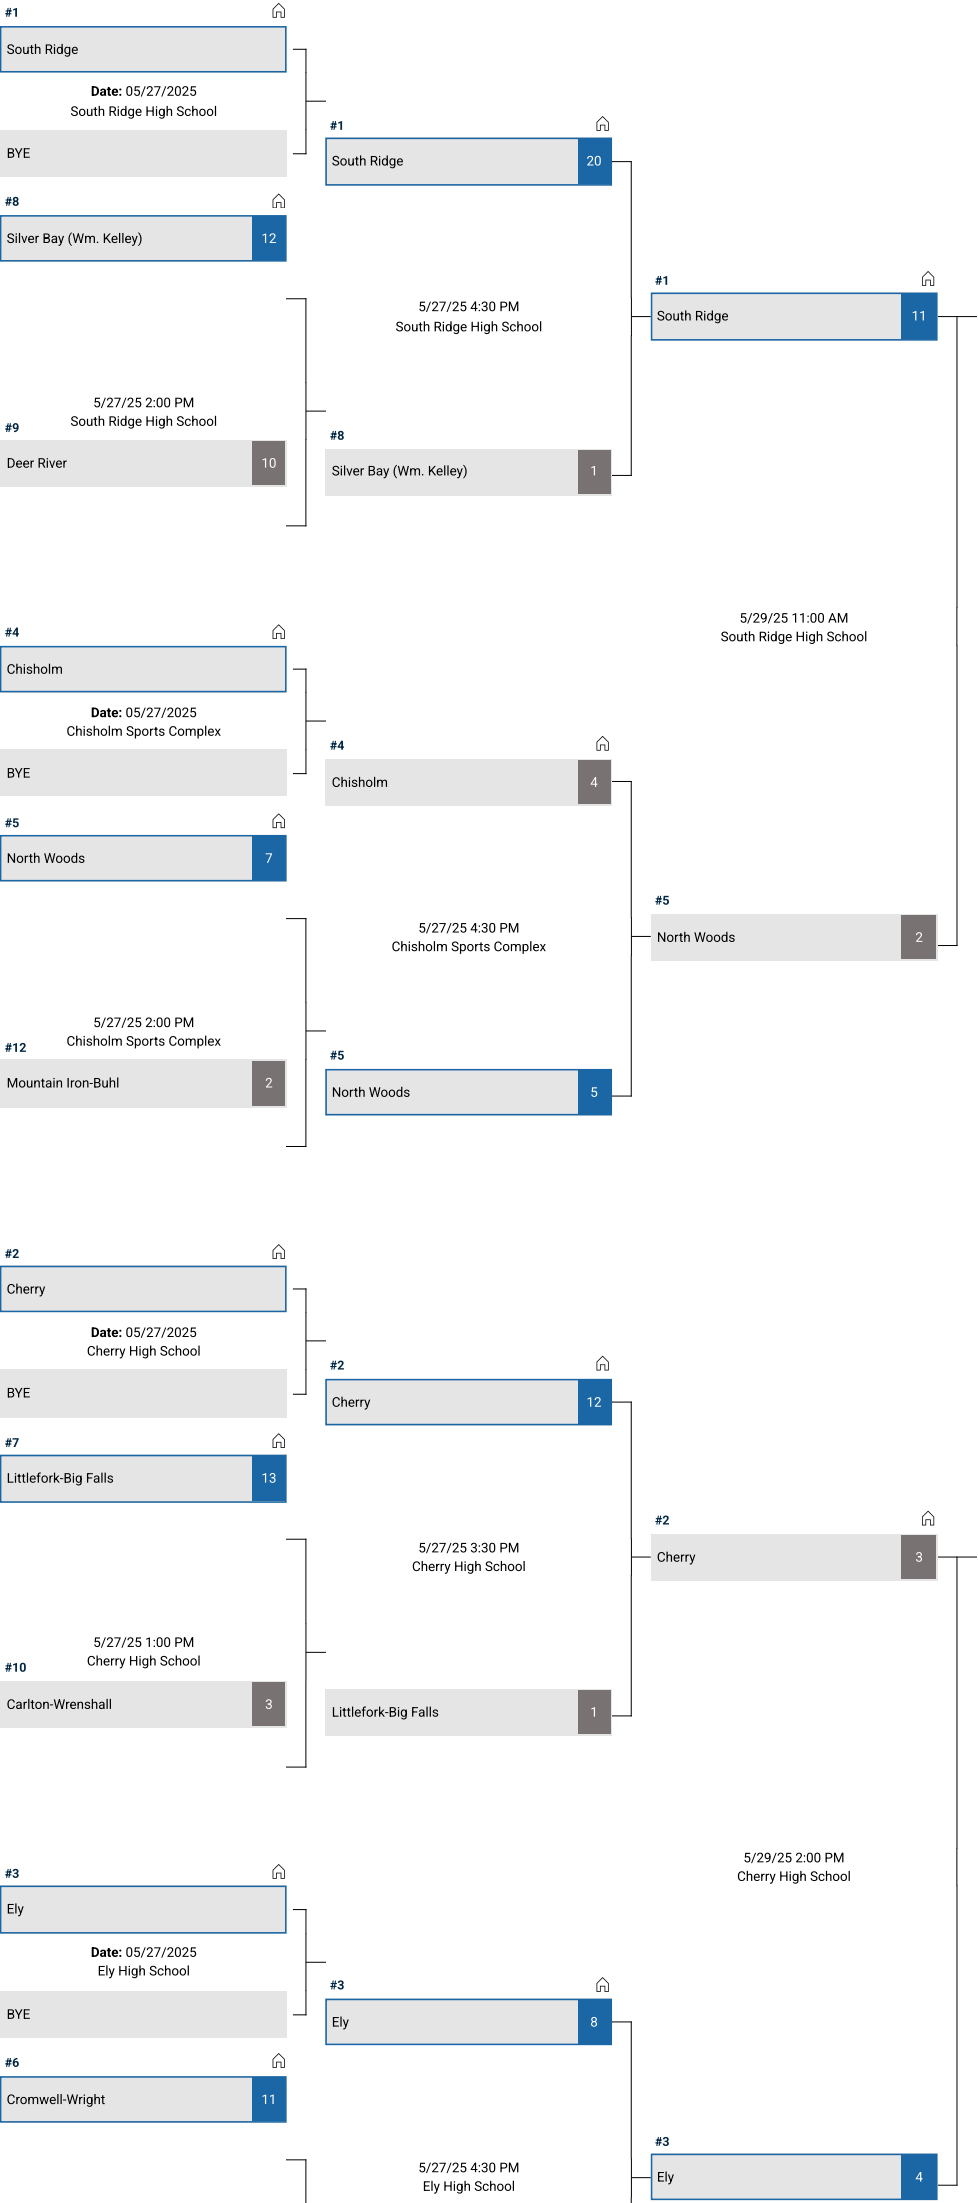 #1
South Ridge
Date: 05/27/2025
South Ridge High School
BYE
#8
Silver Bay (Wm. Kelley) 12
5/27/25 2:00 PM
South Ridge High School
#9
Deer River 10
#1
South Ridge 20
5/27/25 4:30 PM
South Ridge High School
#8
Silver Bay (Wm. Kelley) 1
#1
South Ridge 11
5/29/25 11:00 AM
South Ridge High School
#4
Chisholm
Date: 05/27/2025
Chisholm Sports Complex
BYE
#5
North Woods 7
5/27/25 2:00 PM
Chisholm Sports Complex
#12
Mountain Iron-Buhl 2
#4
Chisholm 4
5/27/25 4:30 PM
Chisholm Sports Complex
#5
North Woods 5
#5
North Woods 2
#2
Cherry
Date: 05/27/2025
Cherry High School
BYE
#7
Littlefork-Big Falls 13
5/27/25 1:00 PM
Cherry High School
#10
Carlton-Wrenshall 3
#2
Cherry 12
5/27/25 3:30 PM
Cherry High School
Littlefork-Big Falls 1
#2
Cherry 3
5/29/25 2:00 PM
Cherry High School
#3
Ely
Date: 05/27/2025
Ely High School
BYE
#6
Cromwell-Wright 11
#3
Ely 8
5/27/25 4:30 PM
Ely High School
#3
Ely 4